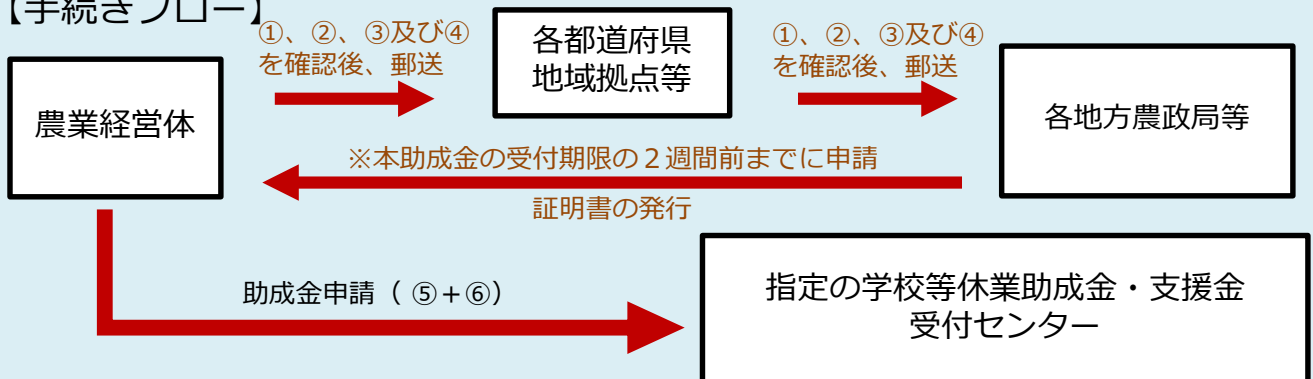 【手続きフロー】
①、②、③及び④
を確認後、郵送
各都道府県
地域拠点等
①、②、③及び④
を確認後、郵送
農業経営体
各地方農政局等
※本助成金の受付期限の２週間前までに申請
証明書の発行
助成金申請（ ⑤＋⑥）
指定の学校等休業助成金・支援金
受付センター